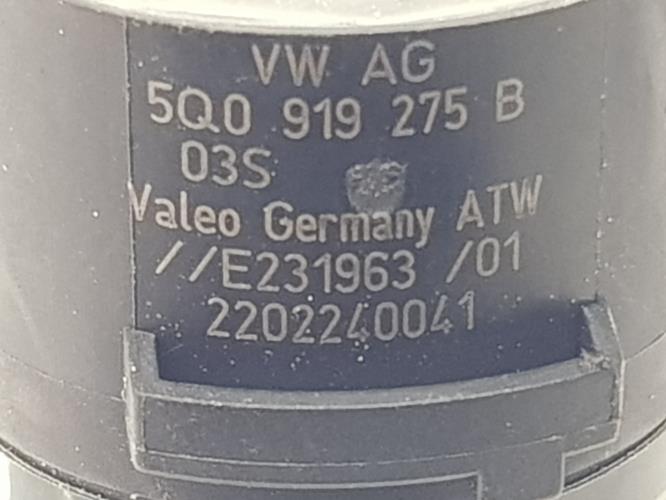 VW AG
5Q0 919 275 B
03S
Valeo Germany ATW
//E231963 /01
2202240041